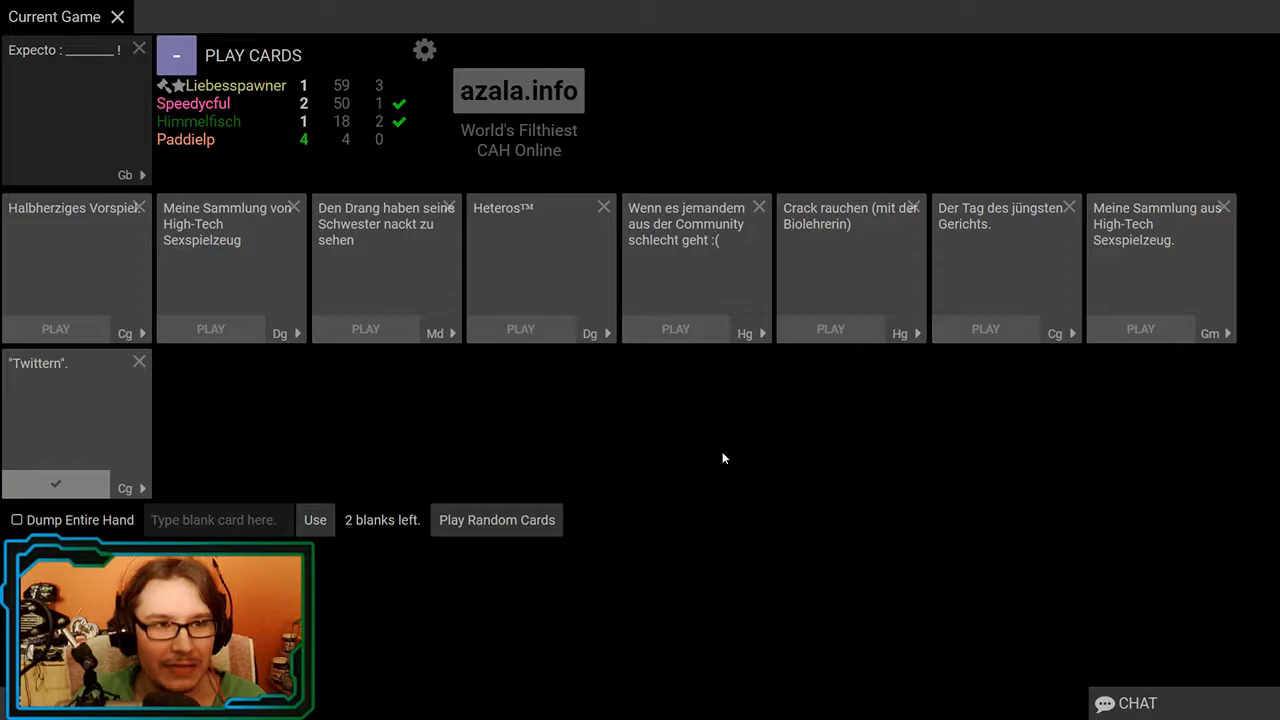 Current Game
Expecto : ________ !
Gb
-
PLAY CARDS
Liebesspawner 1 59 3
Speedycful 2 50 1
Himmelfisch 1 18 2
Paddielp 4 4 0
azala.info
World's Filthiest
CAH Online
Halbherziges Vorspiel.
PLAY
Cg
Meine Sammlung von
High-Tech
Sexspielzeug
PLAY
Dg
Den Drang haben seine
Schwester nackt zu
sehen
PLAY
Md
Heteros™
PLAY
Dg
Wenn es jemandem
aus der Community
schlecht geht :(
PLAY
Hg
Crack rauchen (mit der
Biolehrerin)
PLAY
Hg
Der Tag des jüngsten
Gerichts.
PLAY
Cg
Meine Sammlung aus
High-Tech
Sexspielzeug.
PLAY
Gm
"Twittern".
Cg
Dump Entire Hand
Type blank card here.
Use
2 blanks left.
Play Random Cards
CHAT